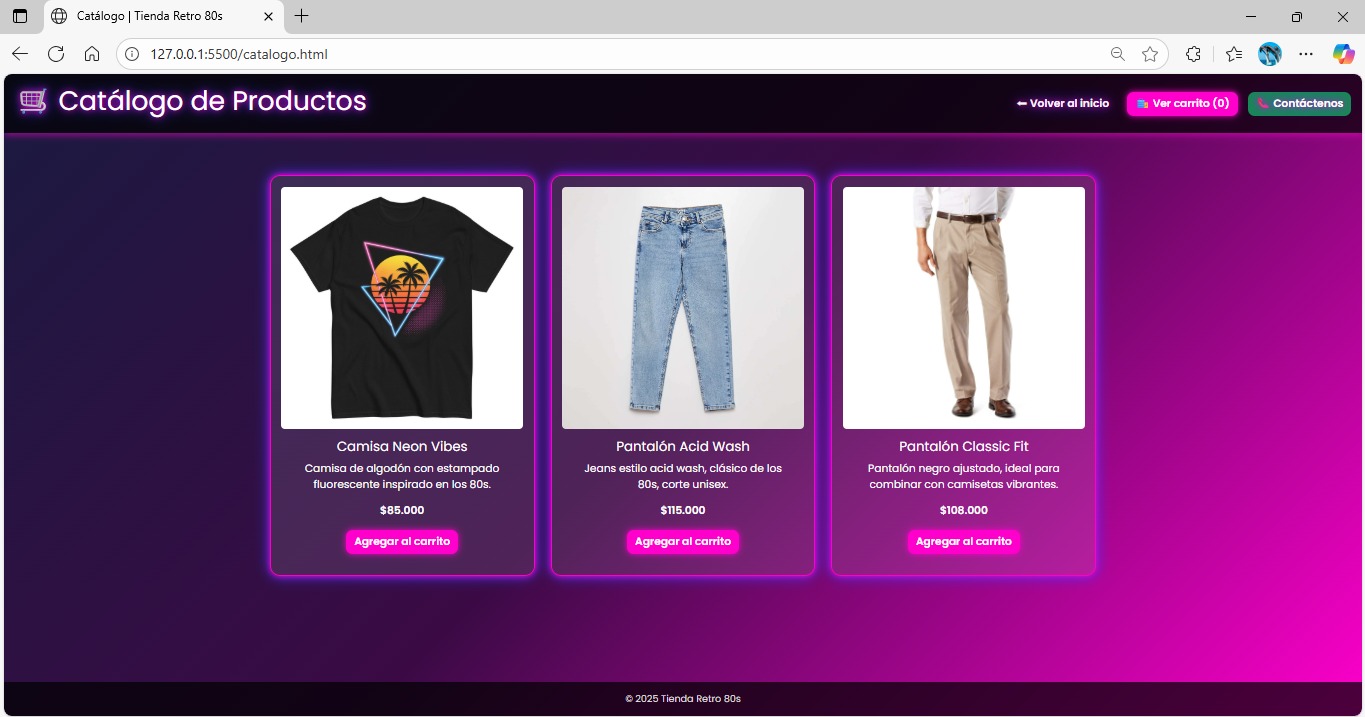 Catálogo | Tienda Retro 80s
127.0.0.1:5500/catalogo.html
Catálogo de Productos
Volver al inicio
Ver carrito (0)
Contáctenos
Camisa Neon Vibes
Camisa de algodón con estampado
fluorescente inspirado en los 80s.
$85.000
Agregar al carrito
Pantalón Acid Wash
Jeans estilo acid wash, clásico de los
80s, corte unisex.
$115.000
Agregar al carrito
Pantalón Classic Fit
Pantalón negro ajustado, ideal para
combinar con camisetas vibrantes.
$108.000
Agregar al carrito
© 2025 Tienda Retro 80s